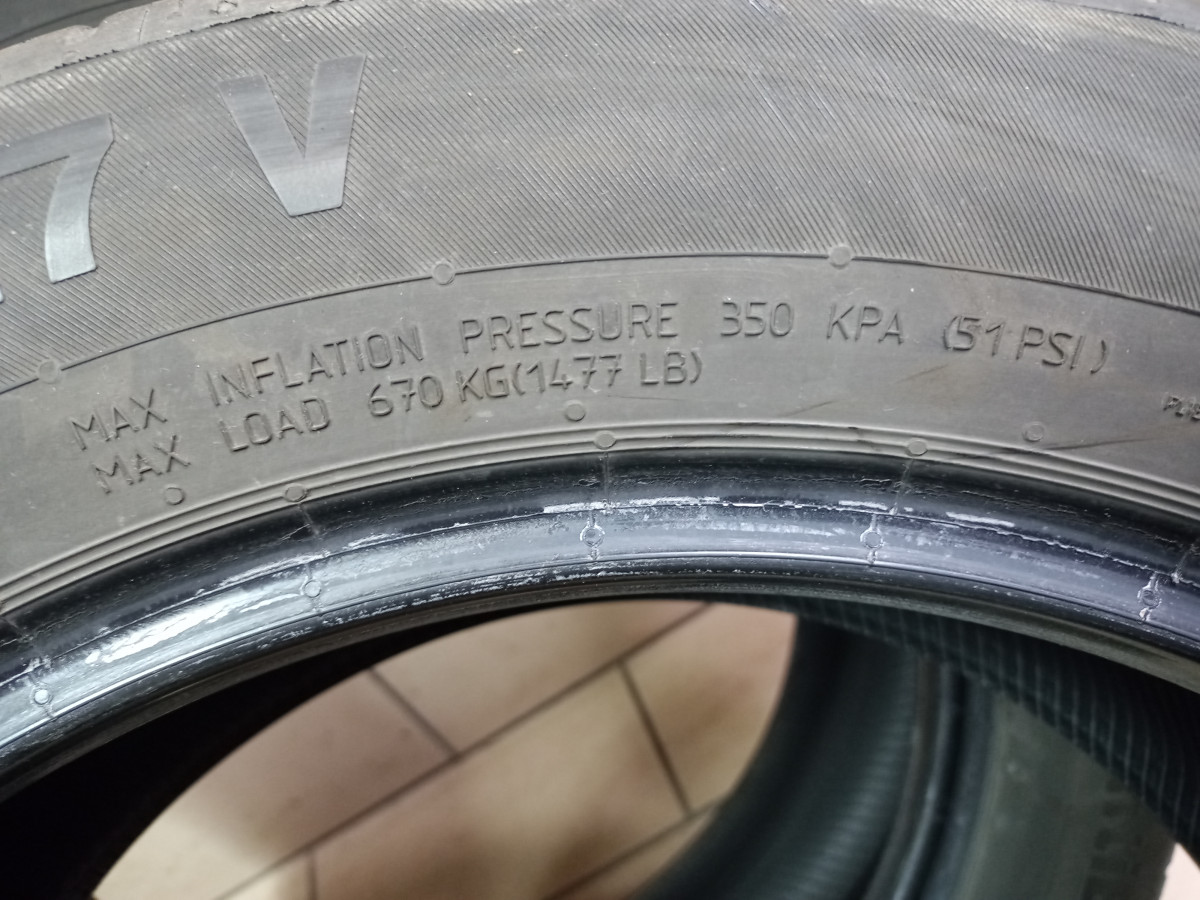 7 V
MAX INFLATION PRESSURE 350 KPA (51 PSI)
MAX LOAD 670 KG(1477 LB)